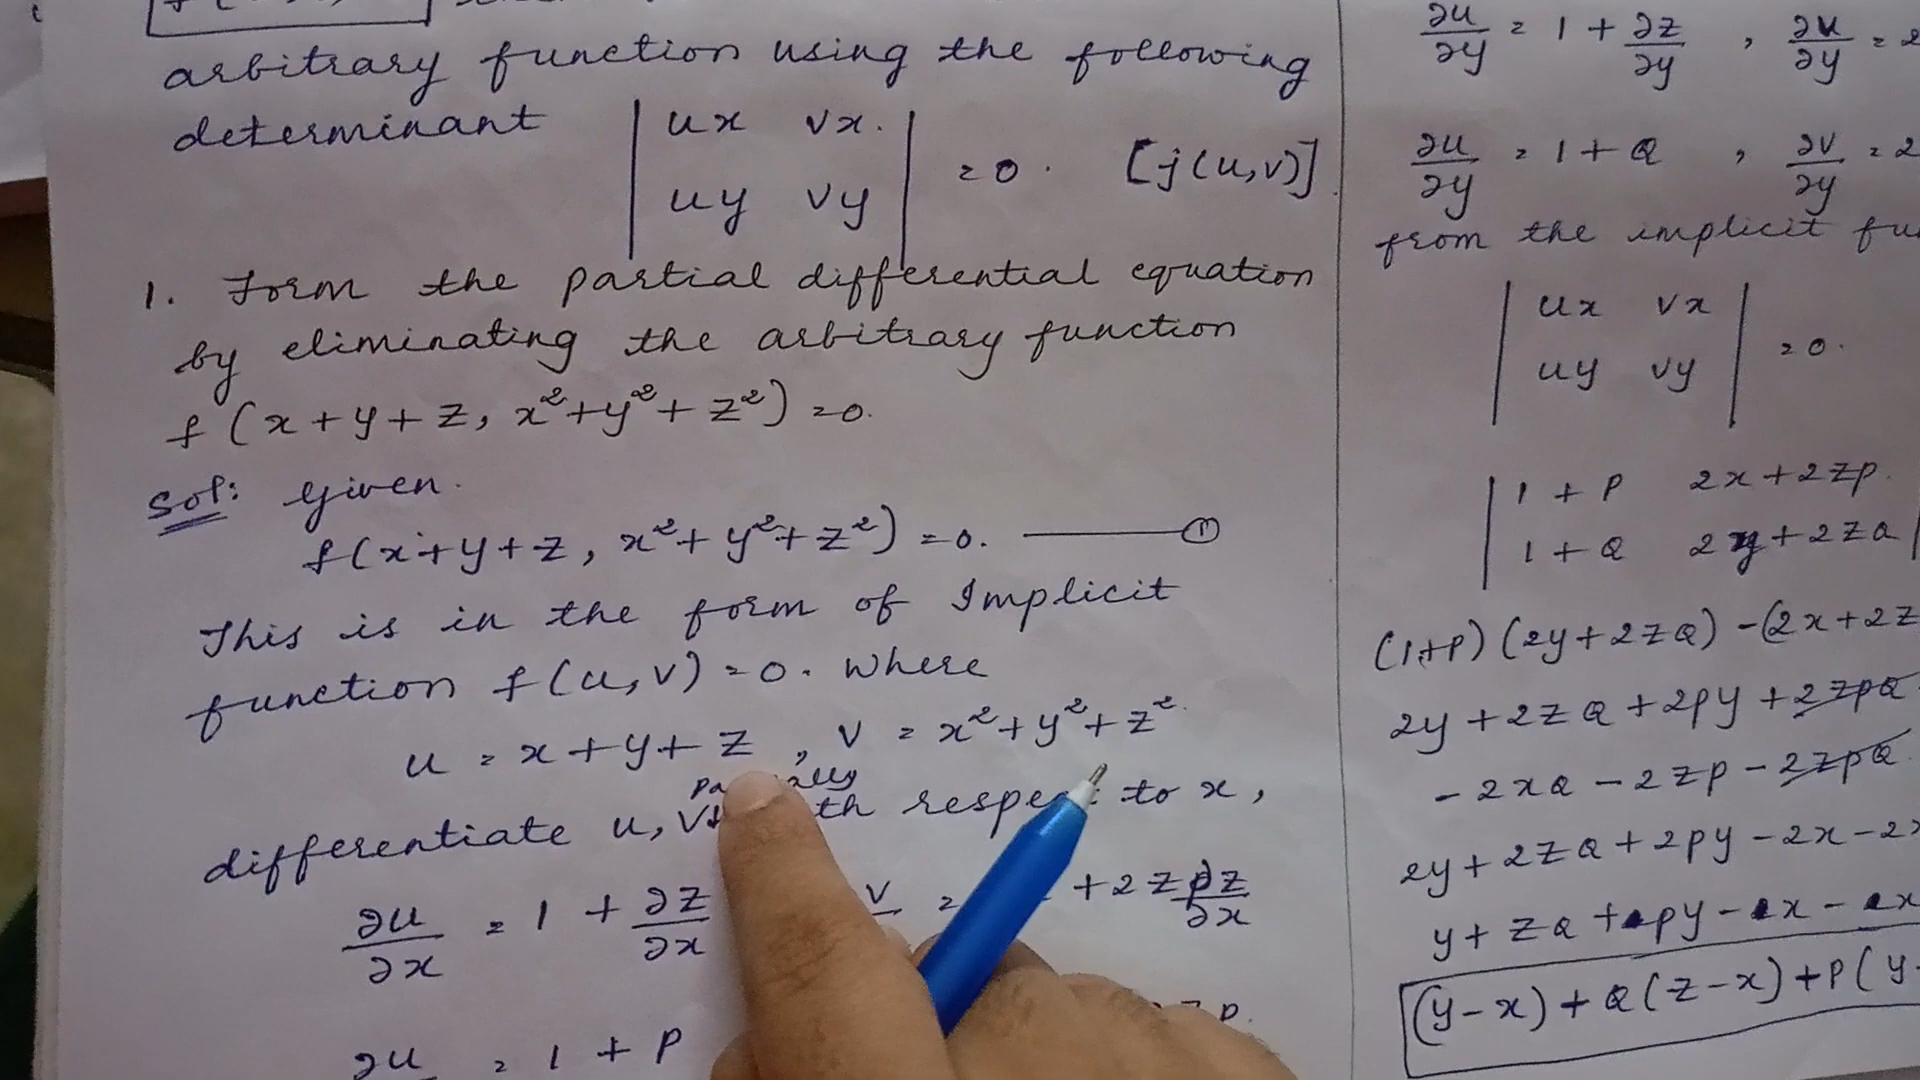 arbitrary function using the following
determinant | ux vx. | = 0. [j(u,v)]
| uy vy |
1. Form the partial differential equation
by eliminating the arbitrary function
f(x+y+z, x²+y²+z²) = 0.
Sol: Given.
f(x+y+z, x²+y²+z²) = 0. ——— ①
This is in the form of Implicit
function f(u,v) = 0. Where
u = x+y+z, v = x²+y²+z².
differentiate u, v respect to x,
∂u/∂x = 1 + ∂z/∂x
+ 2z ∂z/∂x
∂u = 1 + P
∂u/∂y = 1 + ∂z/∂y , ∂v/∂y = 2
∂u/∂y = 1 + Q , ∂v/∂y = 2
from the implicit
| ux vx |
| uy vy | = 0.
| 1 + P 2x + 2zp.
| 1 + Q 2y + 2zQ |
(1+P) (2y+2zQ) - (2x+2z
2y + 2zQ + 2py + 2zpQ
- 2xQ - 2zp - 2zpQ.
2y + 2zQ + 2py - 2x - 2x
y + zQ + py - x - x
(y-x) + Q(z-x) + P(y-